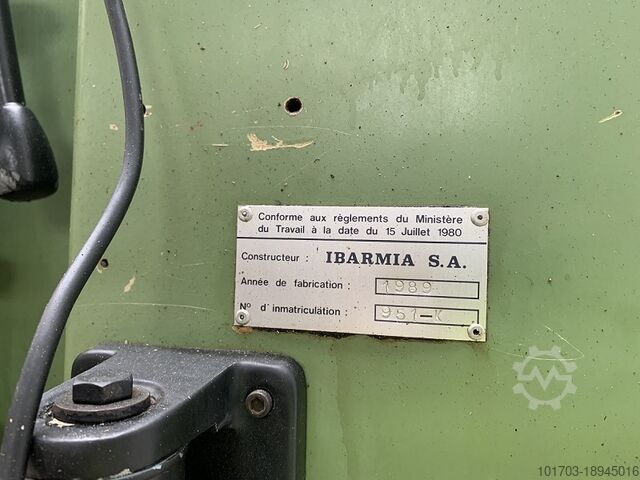 Conforme aux règlements du Ministère
du Travail à la date du 15 Juillet 1980
Constructeur : IBARMIA S.A.
Année de fabrication : 1989
Nº d'inmatriculation : 951-K
101703-18945016